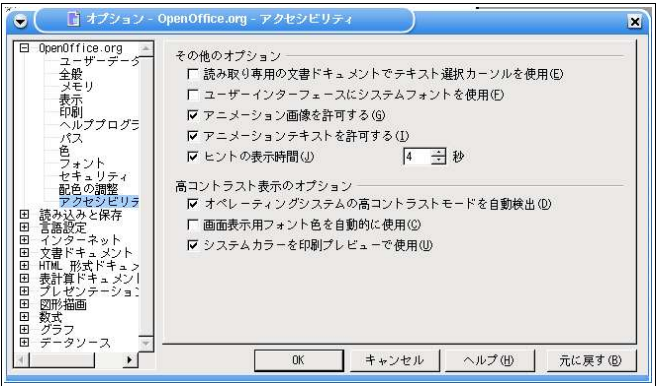 オプション - OpenOffice.org - アクセシビリティ
OpenOffice.org
ユーザーデータ
全般
メモリ
表示
印刷
ヘルププログラ
パス
色
フォント
セキュリティ
配色の調整
アクセシビリテ
読み込みと保存
言語設定
インターネット
文書ドキュメント
HTML 形式ドキュメ
表計算ドキュメント
プレゼンテーション
図形描画
数式
グラフ
データソース
その他のオプション
読み取り専用の文書ドキュメントでテキスト選択カーソルを使用(E)
ユーザーインターフェースにシステムフォントを使用(F)
アニメーション画像を許可する(G)
アニメーションテキストを許可する(I)
ヒントの表示時間(J) 4 秒
高コントラスト表示のオプション
オペレーティングシステムの高コントラストモードを自動検出(D)
画面表示用フォント色を自動的に使用(C)
システムカラーを印刷プレビューで使用(U)
OK キャンセル ヘルプ(H) 元に戻す(B)